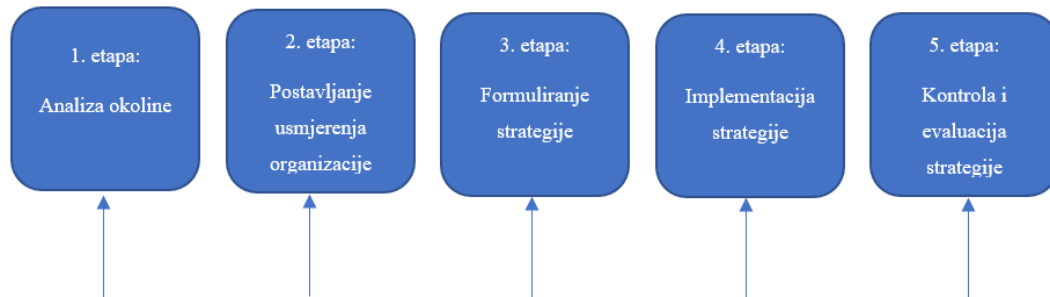 1. etapa:
Analiza okoline
2. etapa:
Postavljanje
usmjerenja
organizacije
3. etapa:
Formuliranje
strategije
4. etapa:
Implementacija
strategije
5. etapa:
Kontrola i
evaluacija
strategije